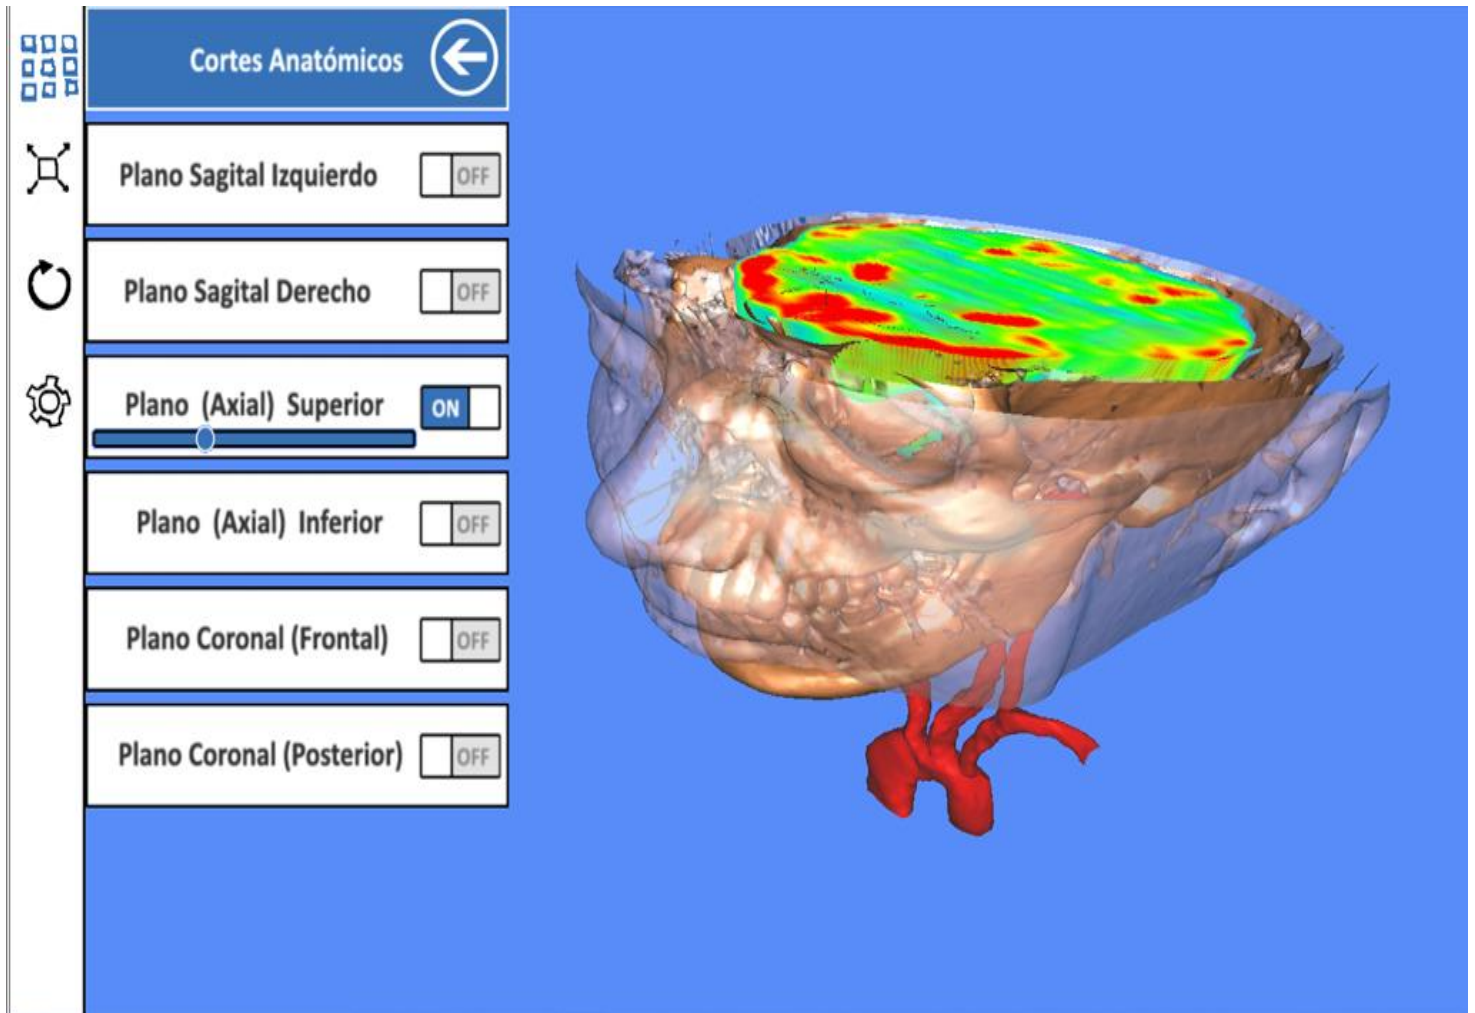 Cortes Anatómicos
Plano Sagital Izquierdo OFF
Plano Sagital Derecho OFF
Plano (Axial) Superior ON
Plano (Axial) Inferior OFF
Plano Coronal (Frontal) OFF
Plano Coronal (Posterior) OFF